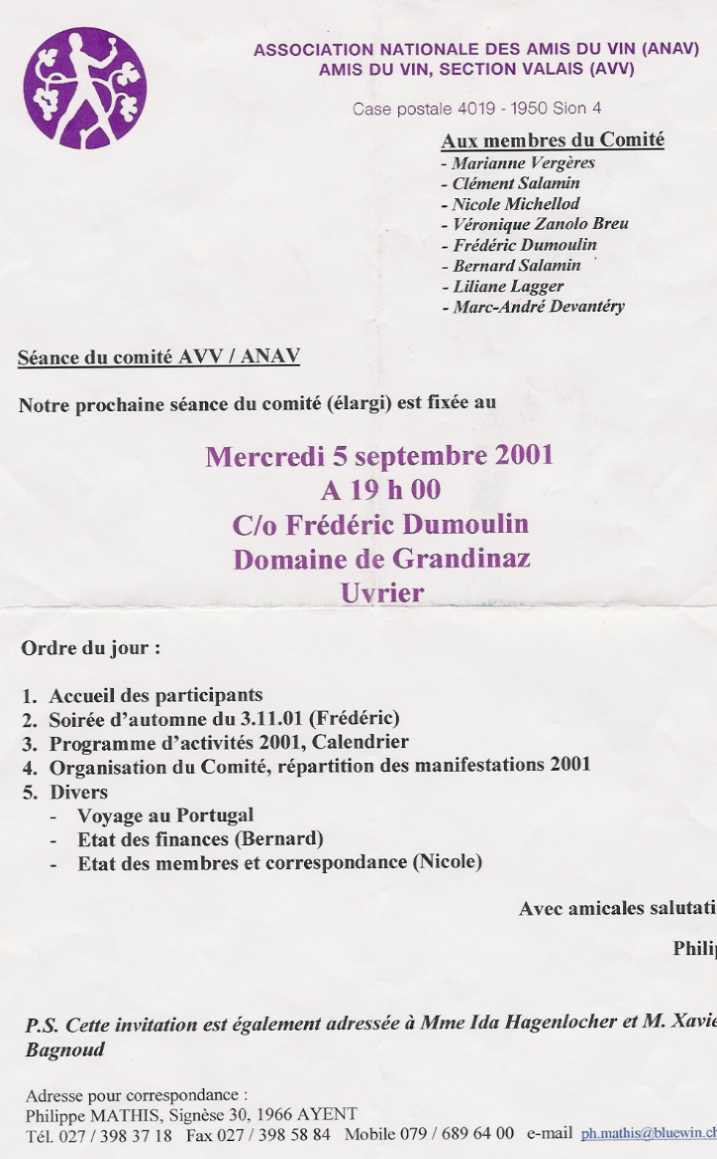 ASSOCIATION NATIONALE DES AMIS DU VIN (ANAV)
AMIS DU VIN, SECTION VALAIS (AVV)
Case postale 4019 - 1950 Sion 4
Aux membres du Comité
- Marianne Vergères
- Clément Salamin
- Nicole Michellod
- Véronique Zanolo Breu
- Frédéric Dumoulin
- Bernard Salamin
- Liliane Lagger
- Marc-André Devantéry
Séance du comité AVV / ANAV
Notre prochaine séance du comité (élargi) est fixée au
Mercredi 5 septembre 2001
A 19 h 00
C/o Frédéric Dumoulin
Domaine de Grandinaz
Uvrier
Ordre du jour :
1. Accueil des participants
2. Soirée d'automne du 3.11.01 (Frédéric)
3. Programme d'activités 2001, Calendrier
4. Organisation du Comité, répartition des manifestations 2001
5. Divers
- Voyage au Portugal
- Etat des finances (Bernard)
- Etat des membres et correspondance (Nicole)
Avec amicales salutati
Philip
P.S. Cette invitation est également adressée à Mme Ida Hagenlocher et M. Xavie
Bagnoud
Adresse pour correspondance :
Philippe MATHIS, Signèse 30, 1966 AYENT
Tél. 027 / 398 37 18 Fax 027 / 398 58 84 Mobile 079 / 689 64 00 e-mail ph.mathis@bluewin.ch